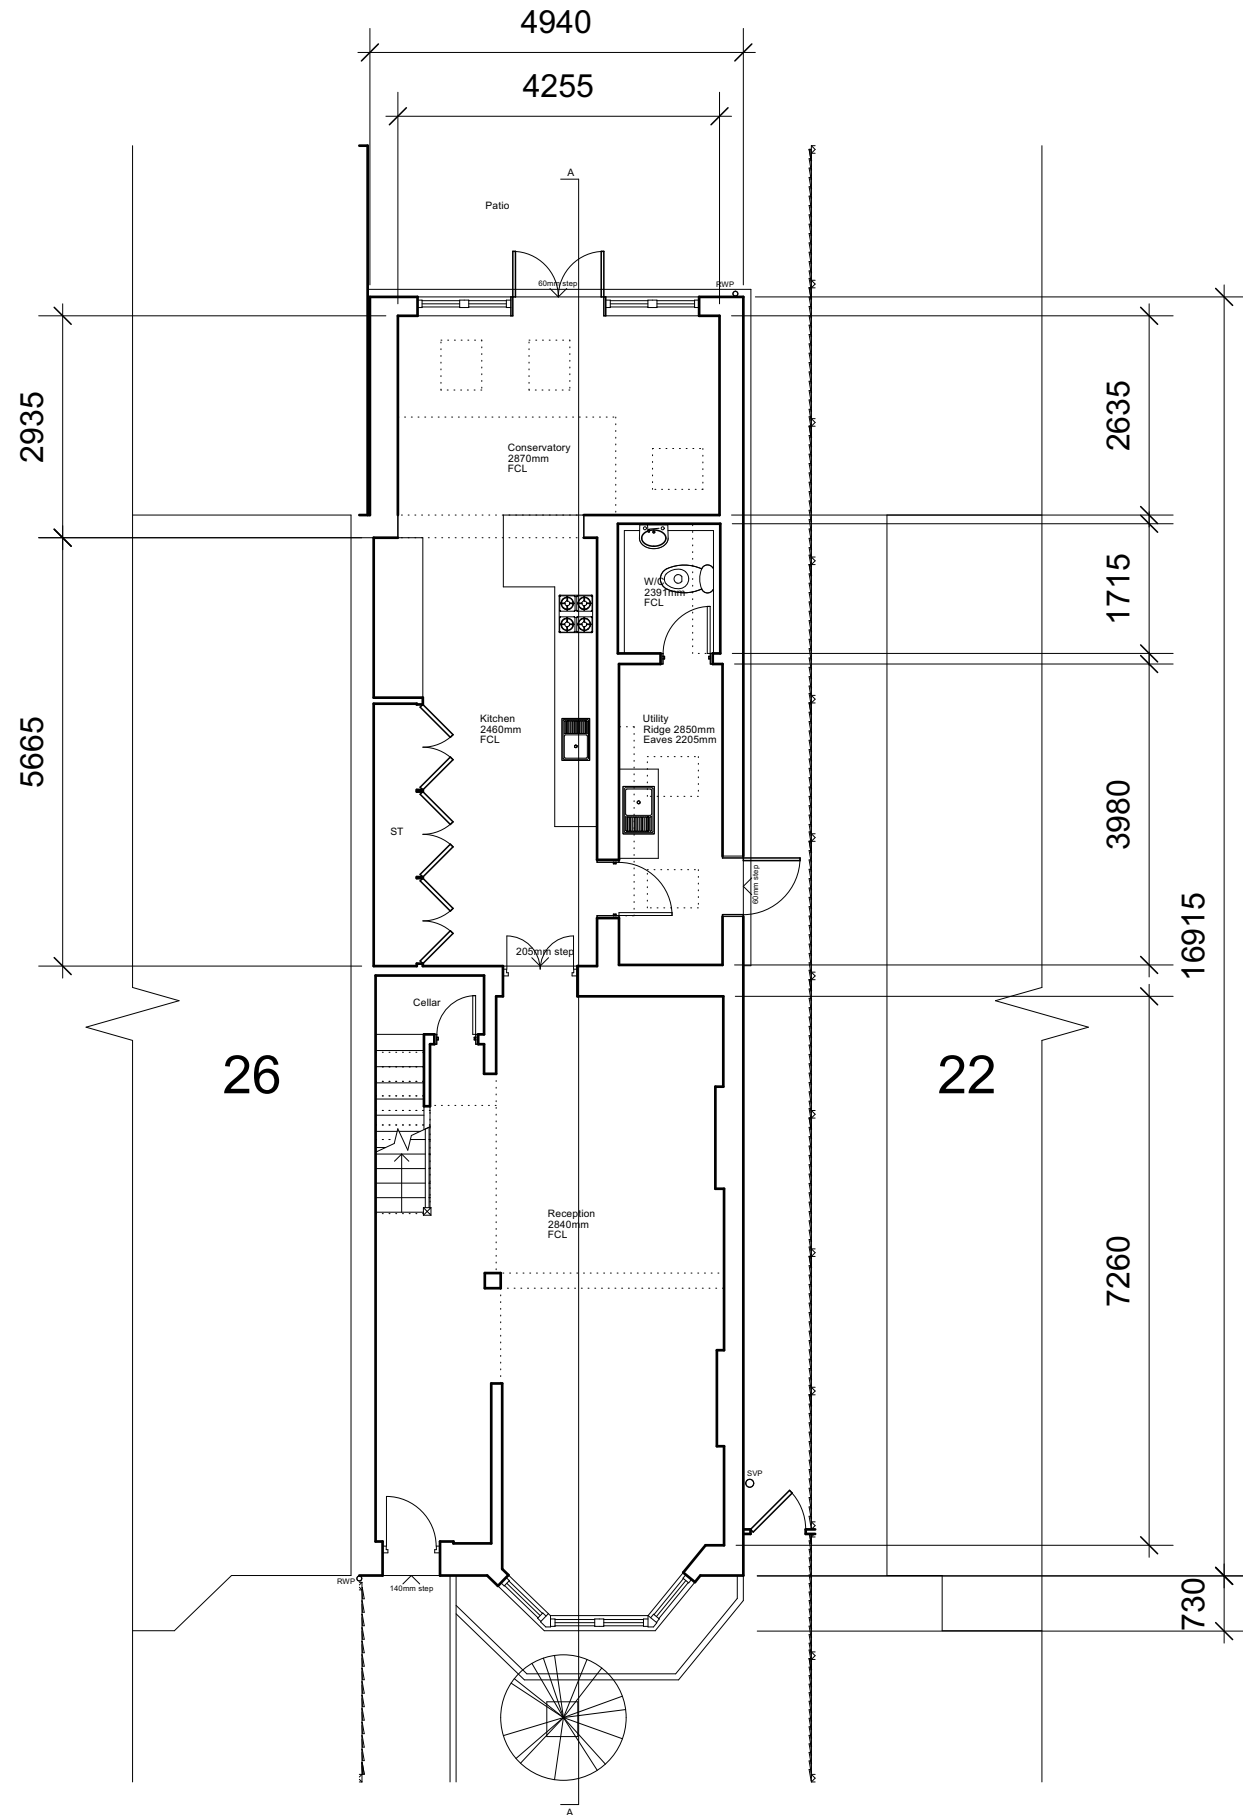 4940
4255
A
Patio
60mm step
RWP
2935
2635
Conservatory
2870mm
FCL
W/C
2391mm
FCL
1715
Kitchen
2460mm
FCL
Utility
Ridge 2850mm
Eaves 2205mm
5665
3980
ST
60mm step
16915
205mm step
Cellar
26
22
Reception
2840mm
FCL
7260
SVP
RWP
140mm step
730
A